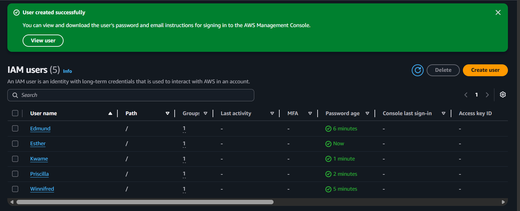 User created successfully
You can view and download the user's password and email instructions for signing in to the AWS Management Console.
View user
IAM users (5) Info
An IAM user is an identity with long-term credentials that is used to interact with AWS in an account.
Delete
Create user
Search
1
User name Path Groups Last activity MFA Password age Console last sign-in Access key ID
Edmund / 1 - - 6 minutes - -
Esther / 1 - - Now - -
Kwame / 1 - - 1 minute - -
Priscilla / 1 - - 2 minutes - -
Winnifred / 1 - - 5 minutes - -